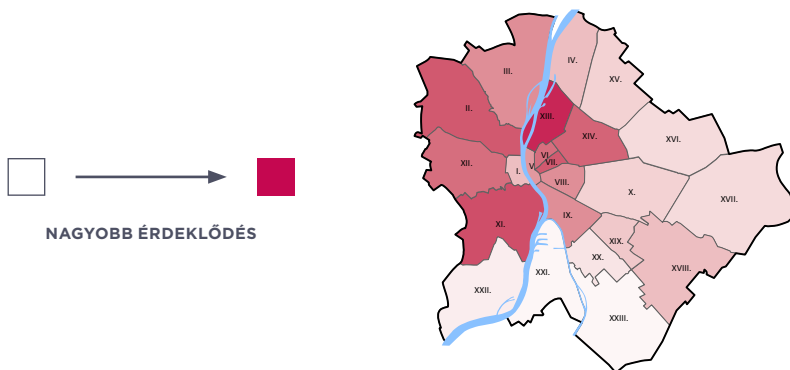 NAGYOBB ÉRDEKLŐDÉS
IV.
III.
XV.
II.
XIII.
XIV.
XVI.
VI.
XII.
I.
V.
VII.
VIII.
X.
XVII.
IX.
XI.
XIX.
XX.
XVIII.
XXI.
XXII.
XXIII.